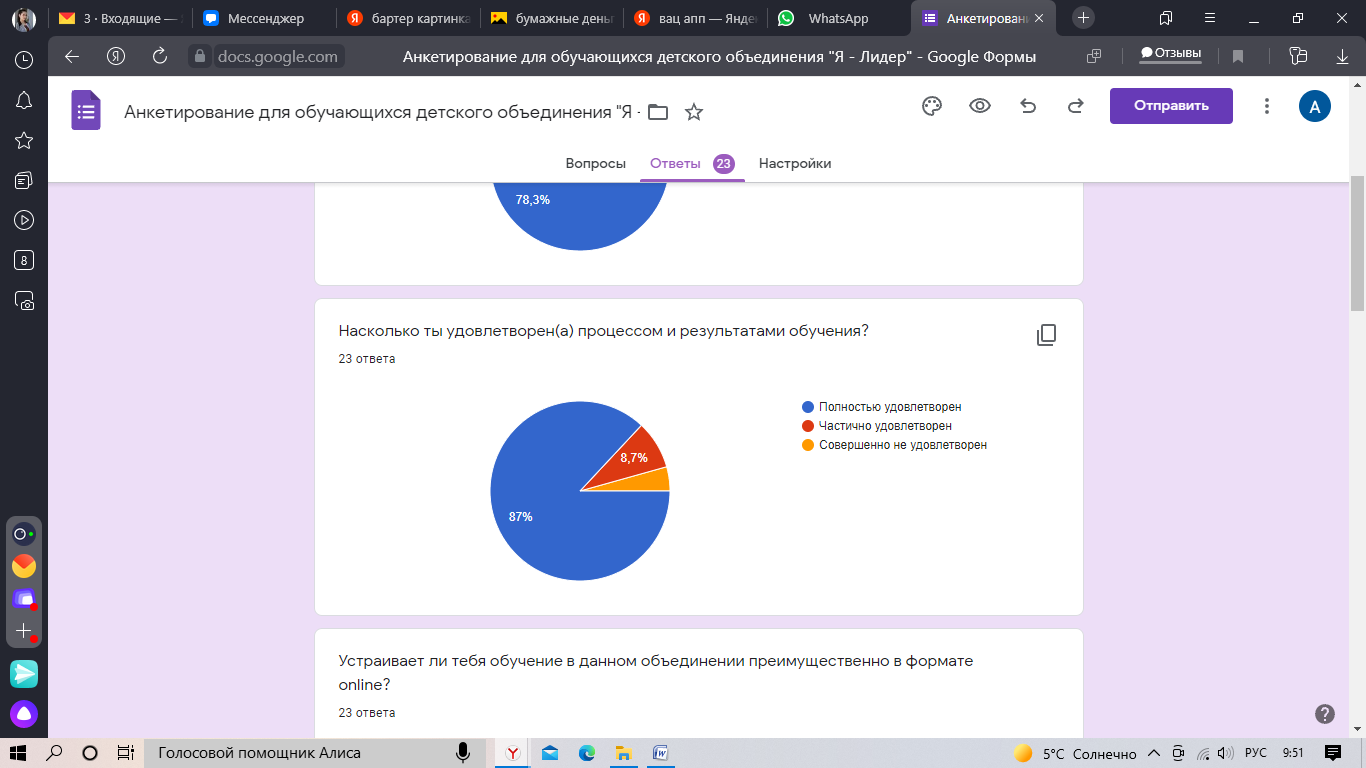 3 · Входящие —
Мессенджер
бартер картинка
бумажные день
вац апп — Янде
WhatsApp
Анкетирован
docs.google.com
Анкетирование для обучающихся детского объединения "Я - Лидер" - Google Формы
Отзывы
Анкетирование для обучающихся детского объединения "Я -
Отправить
А
Вопросы
Ответы 23
Настройки
78,3%
8
Насколько ты удовлетворен(а) процессом и результатами обучения?
23 ответа
Полностью удовлетворен
Частично удовлетворен
Совершенно не удовлетворен
8,7%
87%
Устраивает ли тебя обучение в данном объединении преимущественно в формате
online?
23 ответа
Голосовой помощник Алиса
5°C Солнечно
РУС
9:51